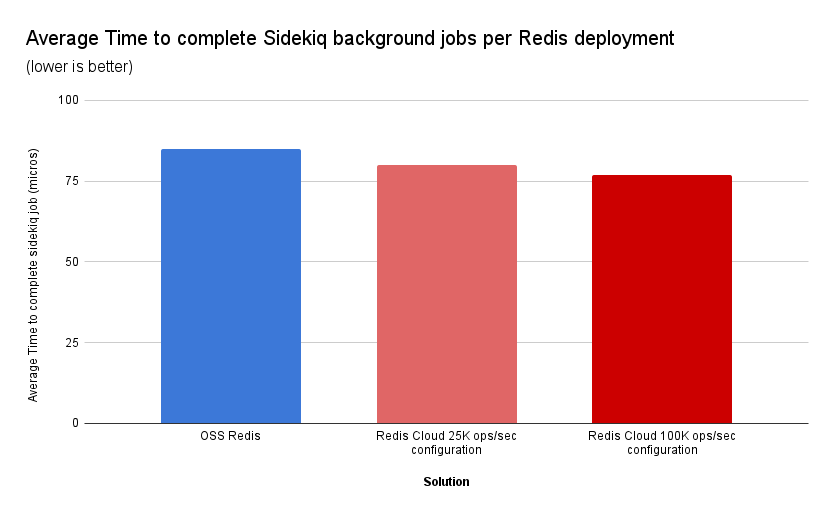 Average Time to complete Sidekiq background jobs per Redis deployment
(lower is better)
Average Time to complete sidekiq job (micros)
100
75
50
25
0
OSS Redis
Redis Cloud 25K ops/sec
configuration
Redis Cloud 100K ops/sec
configuration
Solution